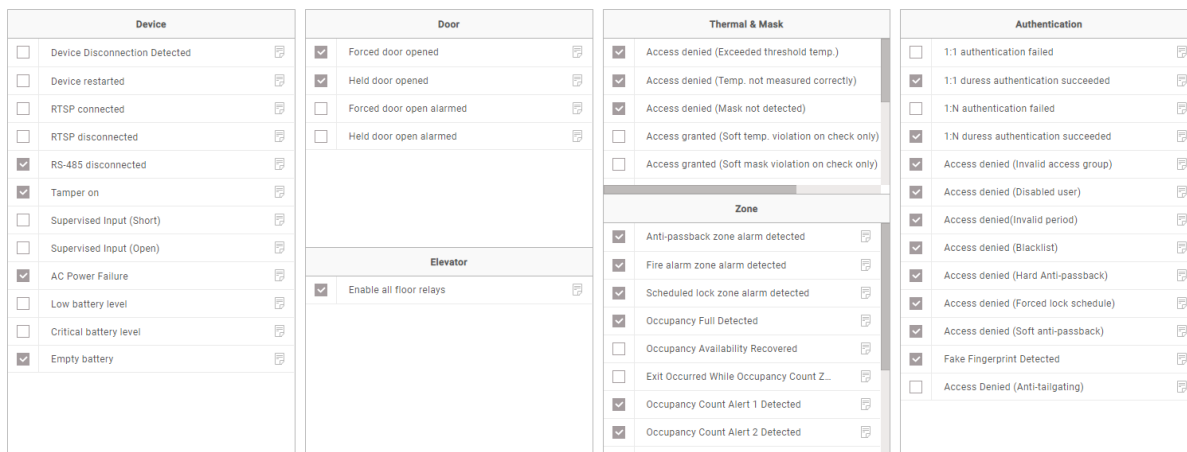 Device
Device Disconnection Detected
Device restarted
RTSP connected
RTSP disconnected
RS-485 disconnected
Tamper on
Supervised Input (Short)
Supervised Input (Open)
AC Power Failure
Low battery level
Critical battery level
Empty battery
Door
Forced door opened
Held door opened
Forced door open alarmed
Held door open alarmed
Elevator
Enable all floor relays
Thermal & Mask
Access denied (Exceeded threshold temp.)
Access denied (Temp. not measured correctly)
Access denied (Mask not detected)
Access granted (Soft temp. violation on check only)
Access granted (Soft mask violation on check only)
Zone
Anti-passback zone alarm detected
Fire alarm zone alarm detected
Scheduled lock zone alarm detected
Occupancy Full Detected
Occupancy Availability Recovered
Exit Occurred While Occupancy Count Z...
Occupancy Count Alert 1 Detected
Occupancy Count Alert 2 Detected
Authentication
1:1 authentication failed
1:1 duress authentication succeeded
1:N authentication failed
1:N duress authentication succeeded
Access denied (Invalid access group)
Access denied (Disabled user)
Access denied(Invalid period)
Access denied (Blacklist)
Access denied (Hard Anti-passback)
Access denied (Forced lock schedule)
Access denied (Soft anti-passback)
Fake Fingerprint Detected
Access Denied (Anti-tailgating)